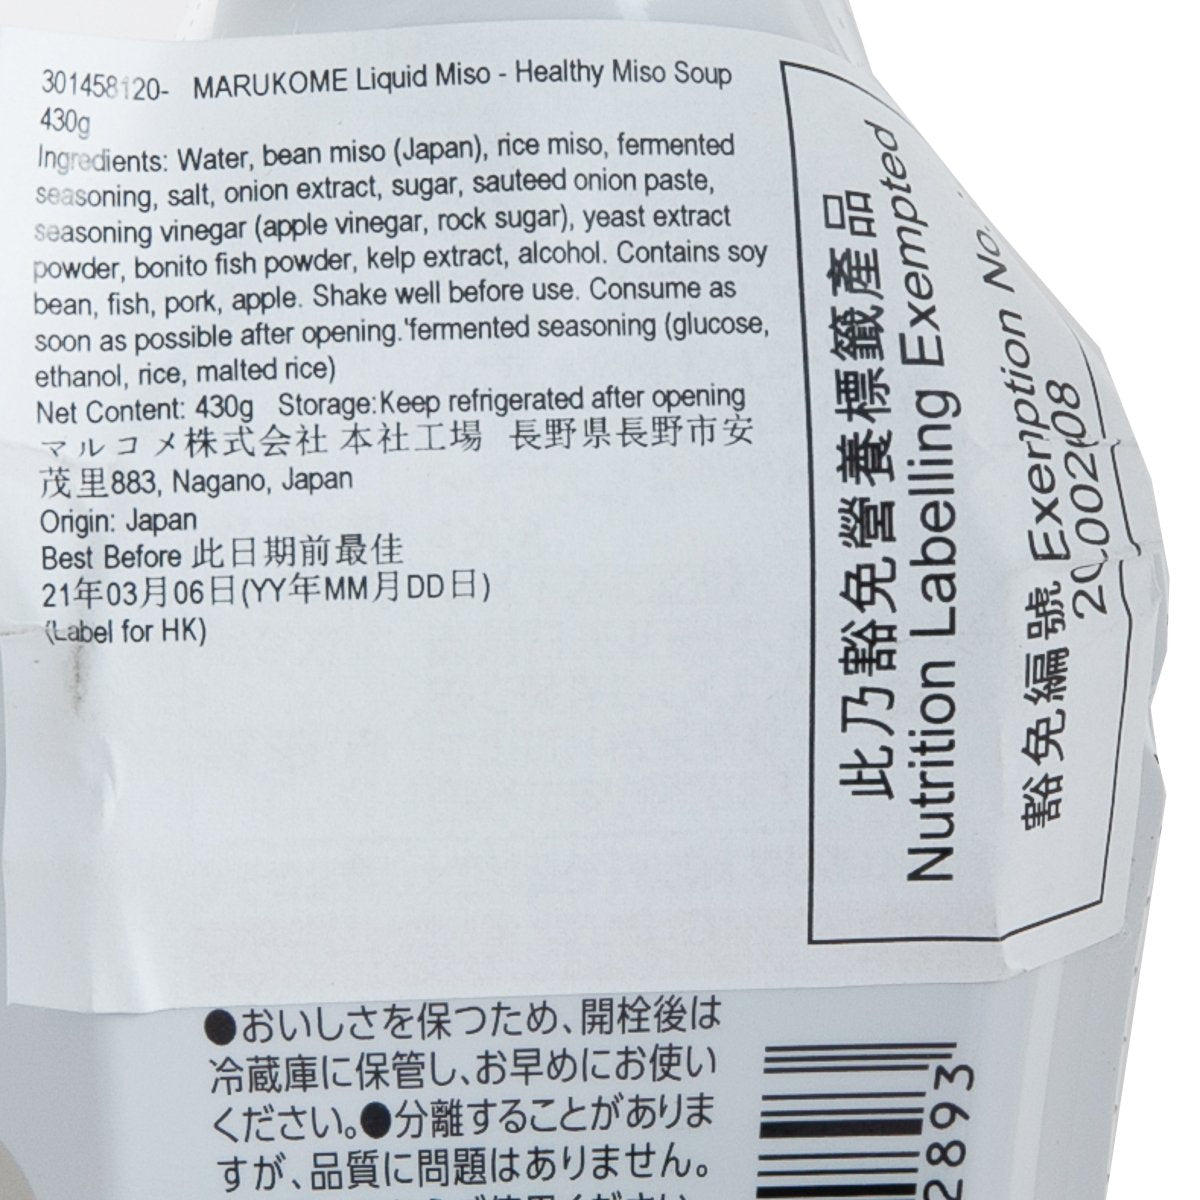 301458120- MARUKOME Liquid Miso - Healthy Miso Soup
430g
Ingredients: Water, bean miso (Japan), rice miso, fermented
seasoning, salt, onion extract, sugar, sauteed onion paste,
seasoning vinegar (apple vinegar, rock sugar), yeast extract
powder, bonito fish powder, kelp extract, alcohol. Contains soy
bean, fish, pork, apple. Shake well before use. Consume as
soon as possible after opening.'fermented seasoning (glucose,
ethanol, rice, malted rice)
Net Content: 430g Storage:Keep refrigerated after opening
マルコメ株式会社 本社工場 長野県長野市安
茂里883, Nagano, Japan
Origin: Japan
Best Before 此日期前最佳
21年03月06日(YY年MM月DD日)
(Label for HK)
此乃豁免營養標籤產品
Nutrition Labelling Exempted
豁免編號 Exemption No.
●おいしさを保つため、開栓後は
冷蔵庫に保管し、お早めにお使い
ください。●分離することがありま
すが、品質に問題はありません。
2893